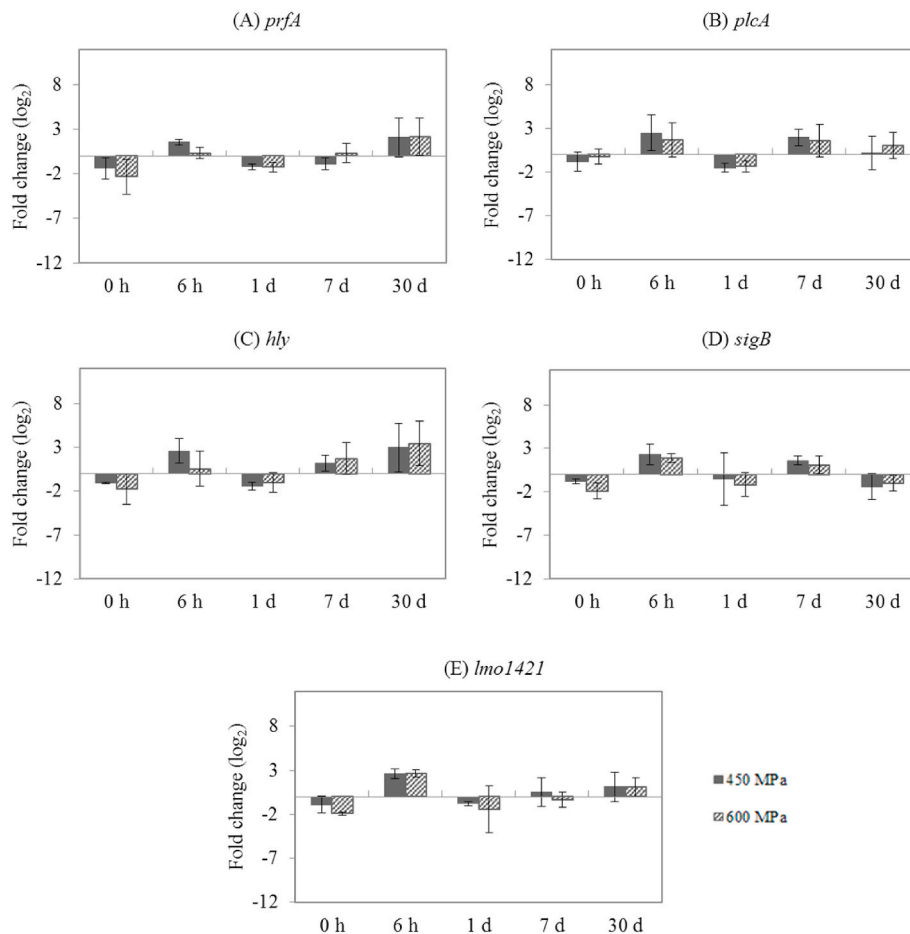 (A) prfA
Fold change (log2)
8
3
-2
-7
-12
0 h 6 h 1 d 7 d 30 d
(B) plcA
Fold change (log2)
8
3
-2
-7
-12
0 h 6 h 1 d 7 d 30 d
(C) hly
Fold change (log2)
8
3
-2
-7
-12
0 h 6 h 1 d 7 d 30 d
(D) sigB
Fold change (log2)
8
3
-2
-7
-12
0 h 6 h 1 d 7 d 30 d
(E) lmo1421
Fold change (log2)
8
3
-2
-7
-12
0 h 6 h 1 d 7 d 30 d
450 MPa
600 MPa